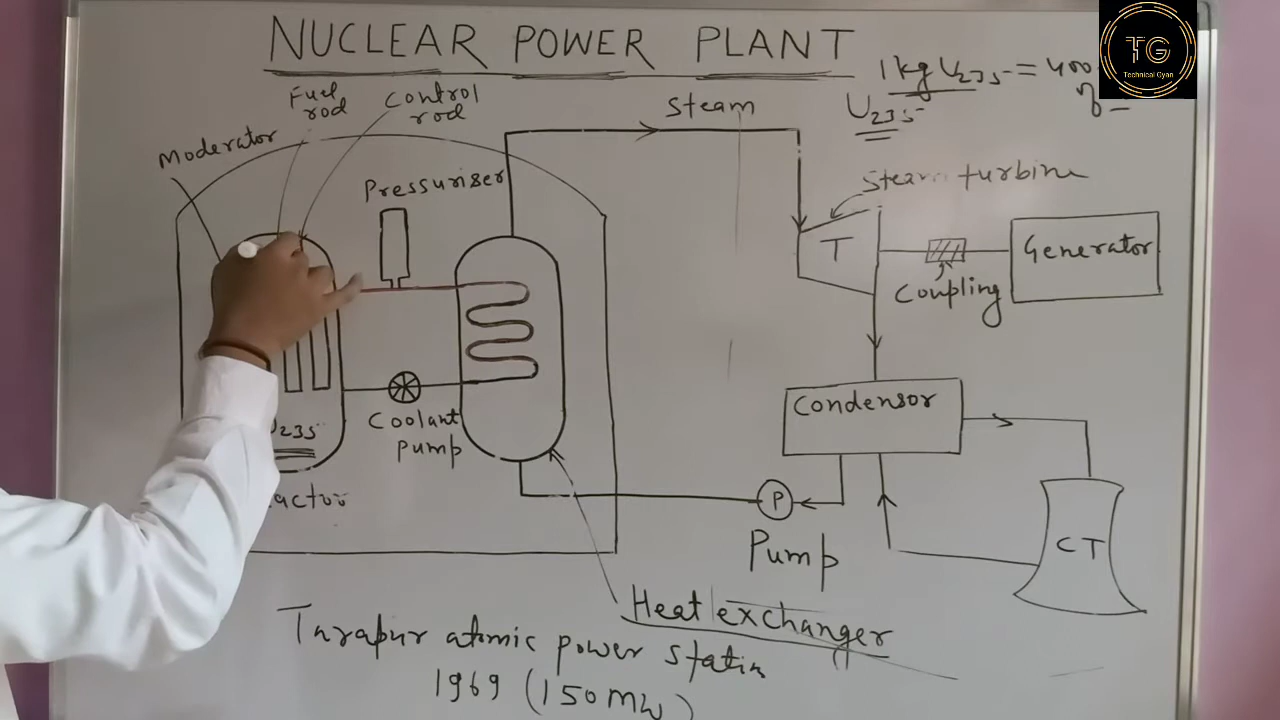 NUCLEAR POWER PLANT
TG
Technical Gyan
1kg U235 = 400
U235
Fuel rod
Control rod
Moderator
Pressuriser
Steam
Steam turbine
T
Coupling
Generator
Coolant
Pump
U235
Condensor
P
Pump
CT
Heat exchanger
Tarapur atomic power
1969 (150 MW)